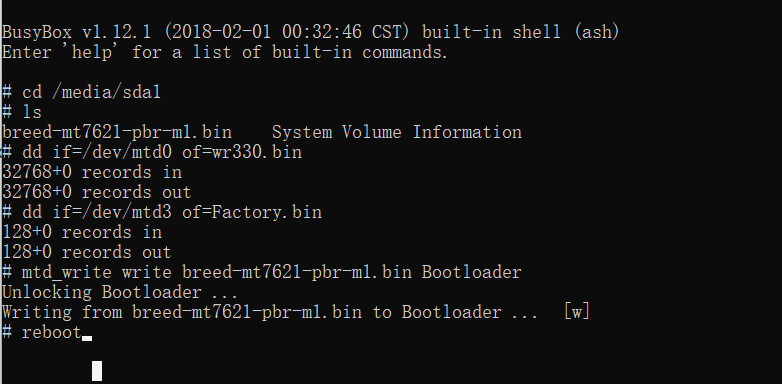 BusyBox v1.12.1 (2018-02-01 00:32:46 CST) built-in shell (ash)
Enter 'help' for a list of built-in commands.
# cd /media/sda1
# ls
breed-mt7621-pbr-m1.bin    System Volume Information
# dd if=/dev/mtd0 of=wr330.bin
32768+0 records in
32768+0 records out
# dd if=/dev/mtd3 of=Factory.bin
128+0 records in
128+0 records out
# mtd_write write breed-mt7621-pbr-m1.bin Bootloader
Unlocking Bootloader ...
Writing from breed-mt7621-pbr-m1.bin to Bootloader ...  [w]
# reboot